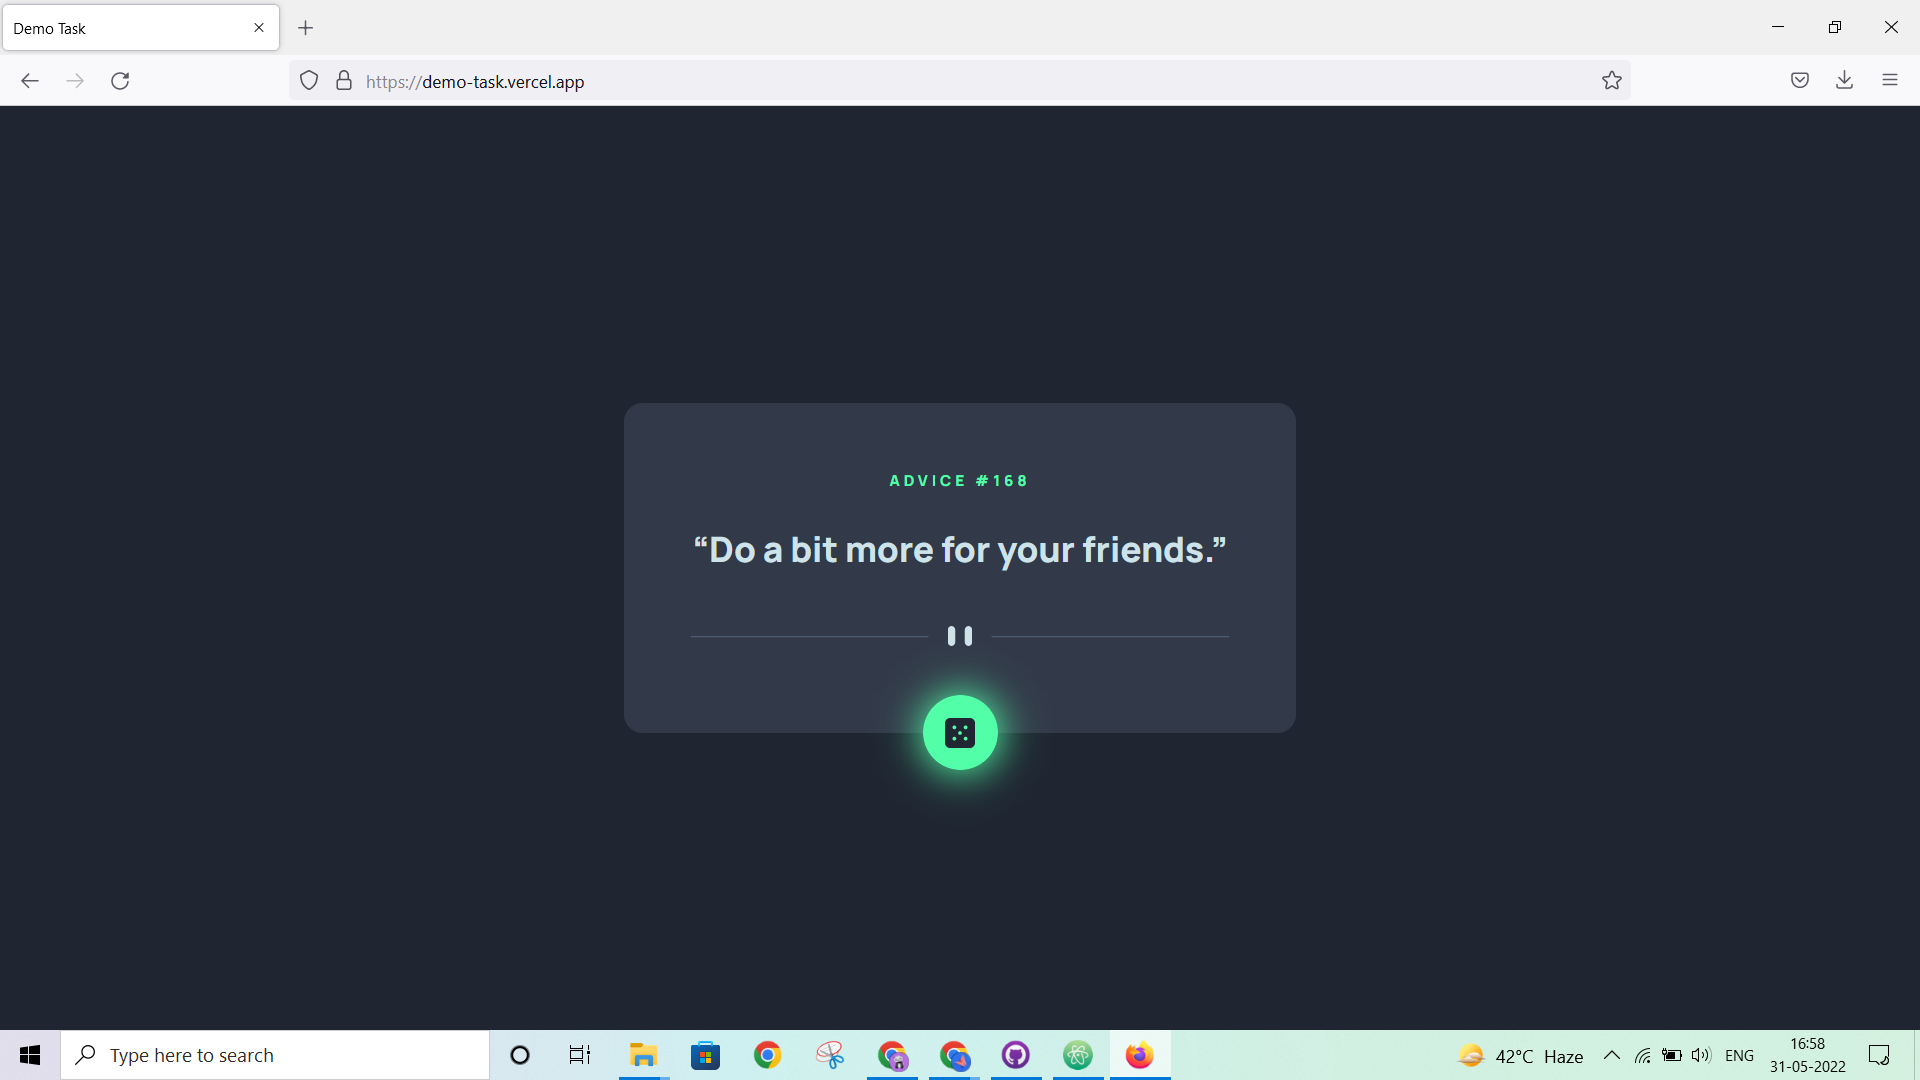 Demo Task
https://demo-task.vercel.app
ADVICE #168
“Do a bit more for your friends.”
Type here to search
42°C Haze
ENG
16:58
31-05-2022